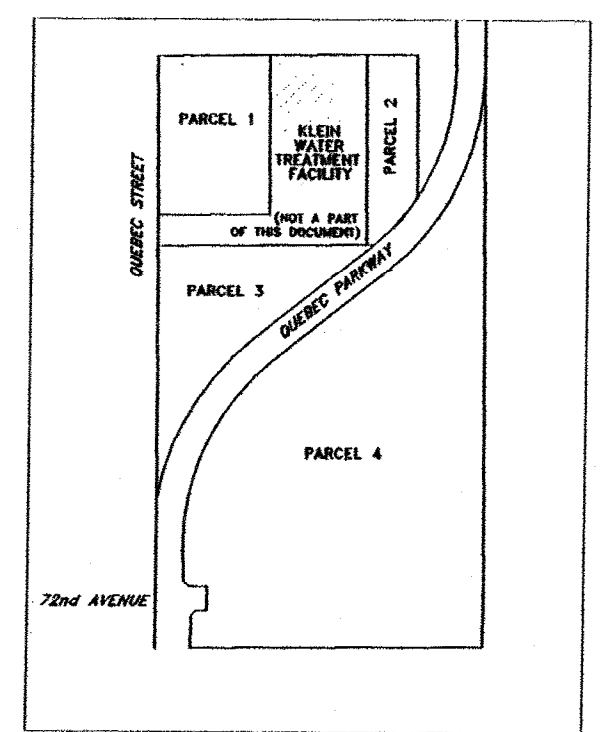 PARCEL 1
KLEIN
WATER
TREATMENT
FACILITY
PARCEL 2
(NOT A PART
OF THIS DOCUMENT)
QUEBEC STREET
PARCEL 3
QUEBEC PARKWAY
PARCEL 4
72nd AVENUE